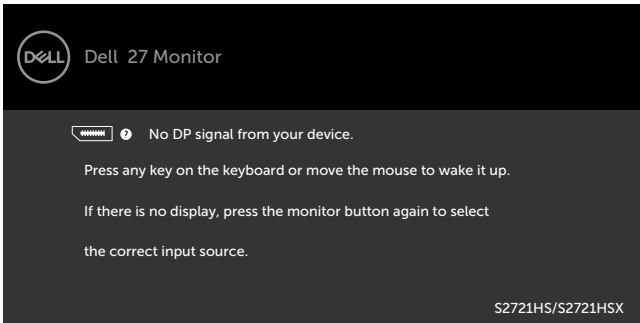 DELL
Dell 27 Monitor
? No DP signal from your device.
Press any key on the keyboard or move the mouse to wake it up.
If there is no display, press the monitor button again to select
the correct input source.
S2721HS/S2721HSX